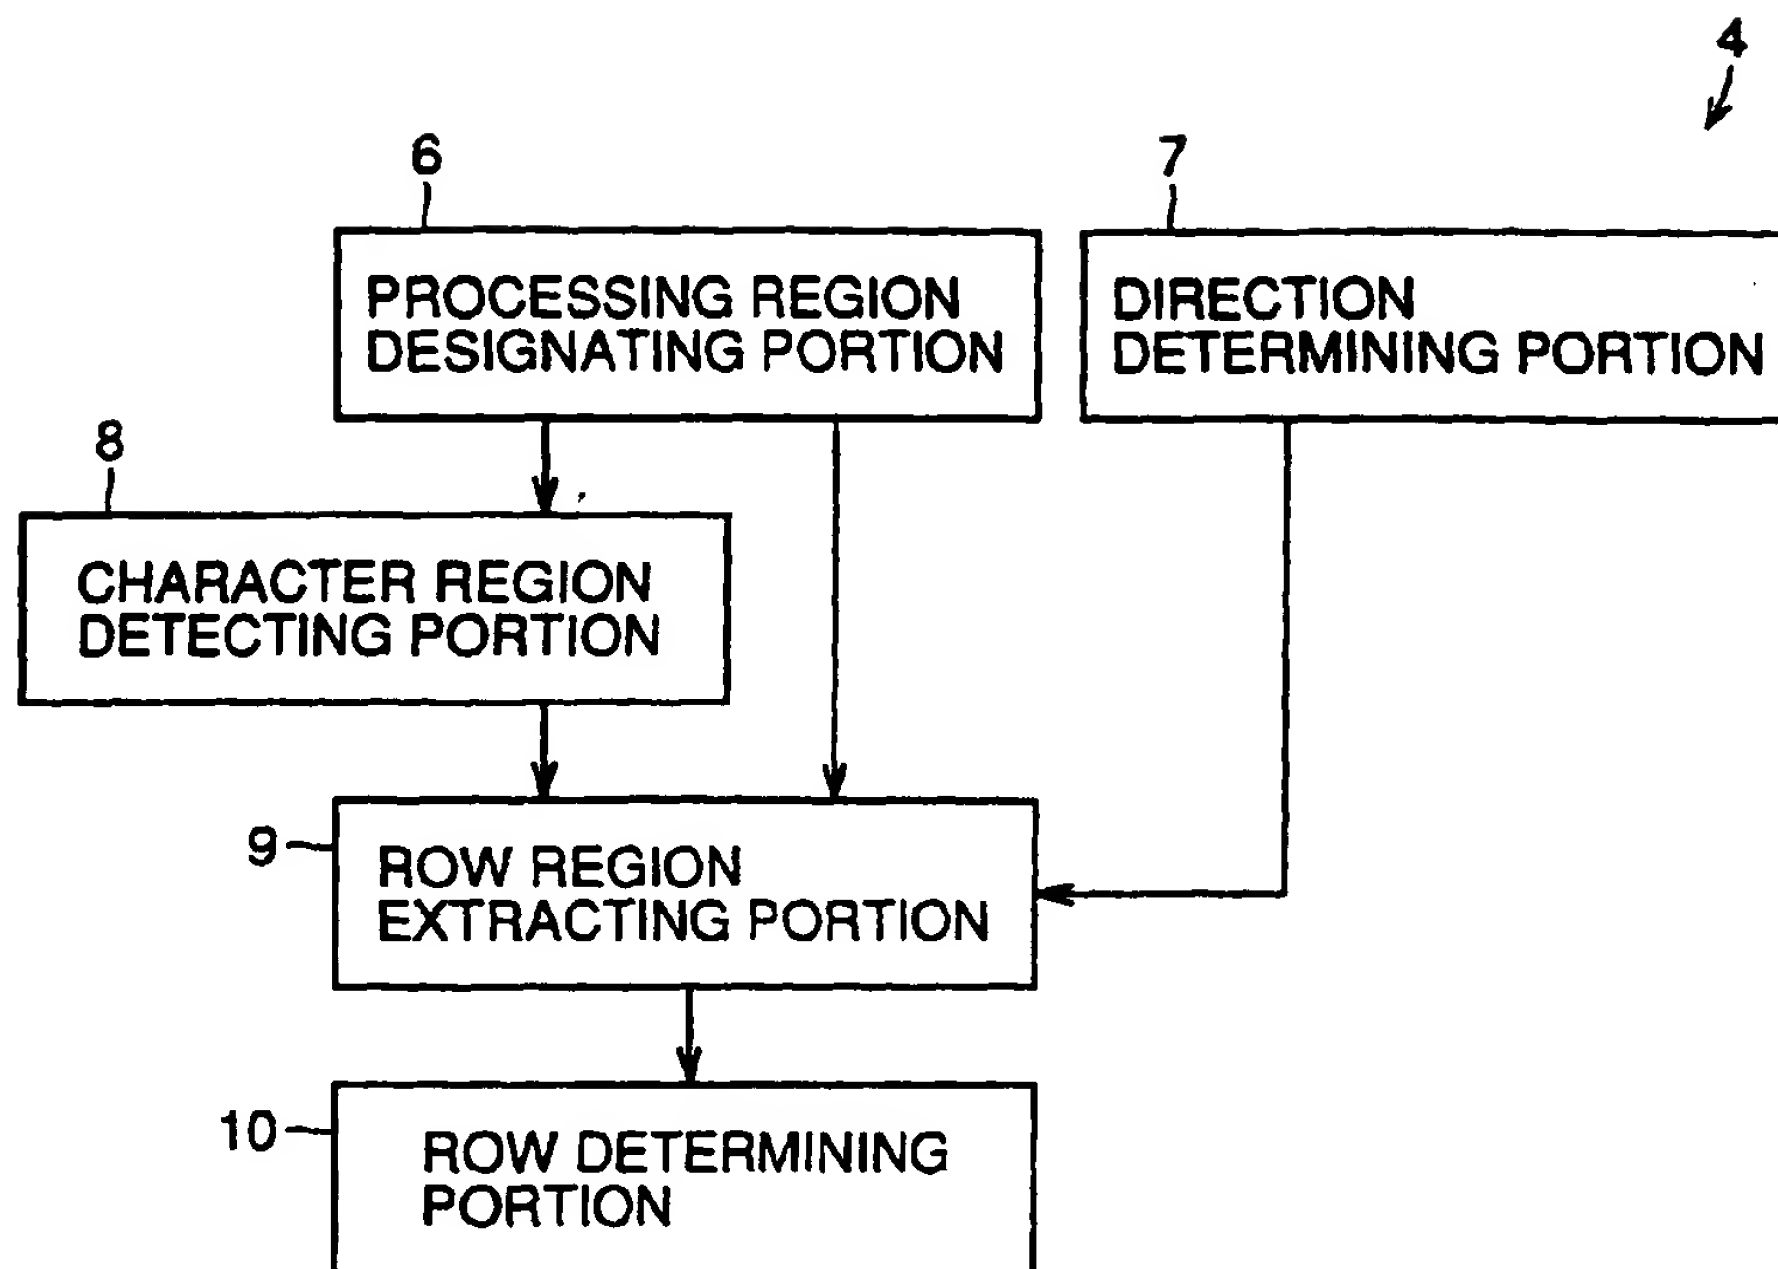 4
6
7
PROCESSING REGION
DESIGNATING PORTION
DIRECTION
DETERMINING PORTION
8
CHARACTER REGION
DETECTING PORTION
9
ROW REGION
EXTRACTING PORTION
10
ROW DETERMINING
PORTION